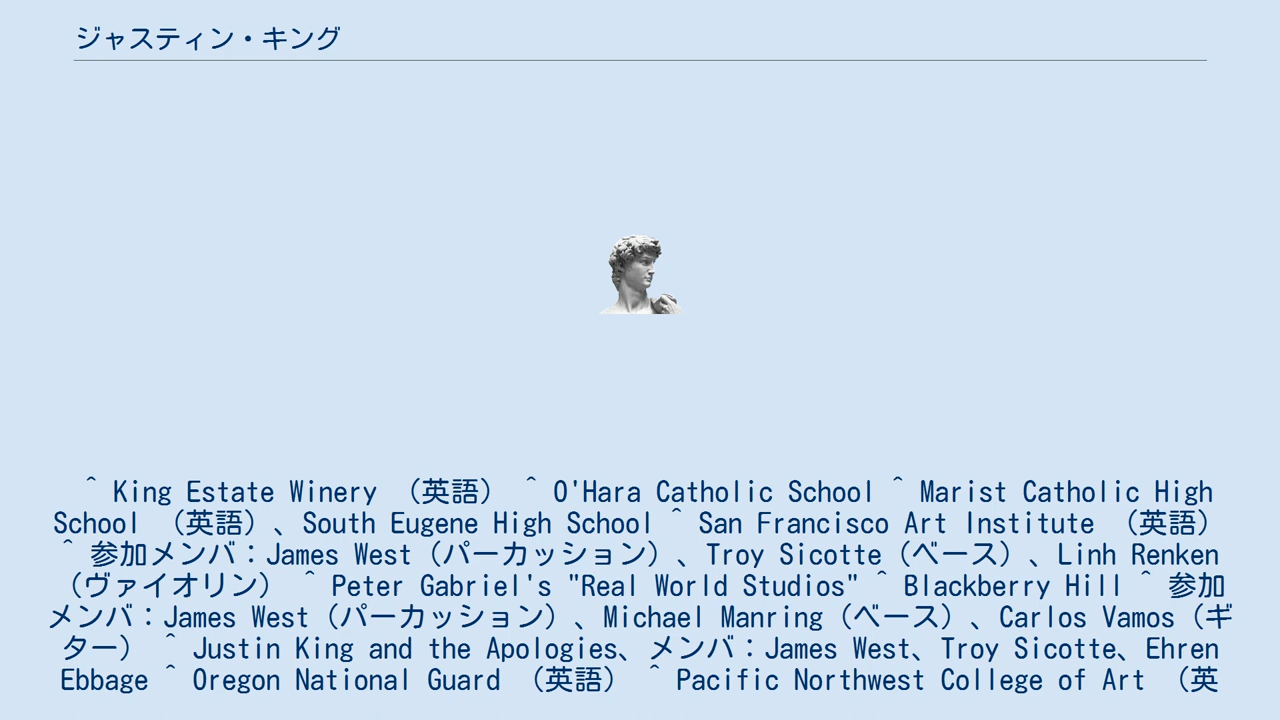 ジャスティン・キング
^ King Estate Winery （英語） ^ O'Hara Catholic School ^ Marist Catholic High
School （英語）、South Eugene High School ^ San Francisco Art Institute （英語）
^ 参加メンバ：James West（パーカッション）、Troy Sicotte（ベース）、Linh Renken
（ヴァイオリン） ^ Peter Gabriel's "Real World Studios" ^ Blackberry Hill ^ 参加
メンバ：James West（パーカッション）、Michael Manring（ベース）、Carlos Vamos（ギ
ター） ^ Justin King and the Apologies、メンバ：James West、Troy Sicotte、Ehren
Ebbage ^ Oregon National Guard （英語） ^ Pacific Northwest College of Art （英